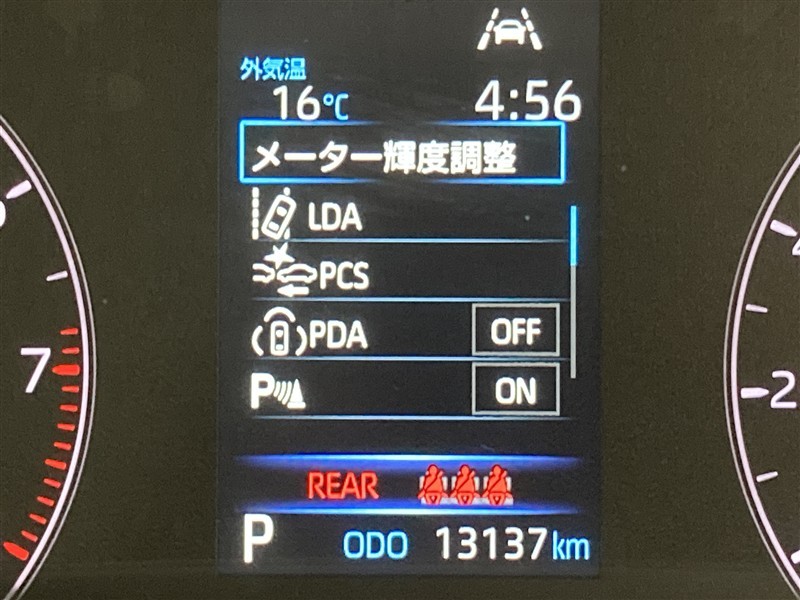 外気温
16℃ 4:56
メーター輝度調整
LDA
PCS
PDA OFF
P ON
7
2
REAR
P ODO 13137km